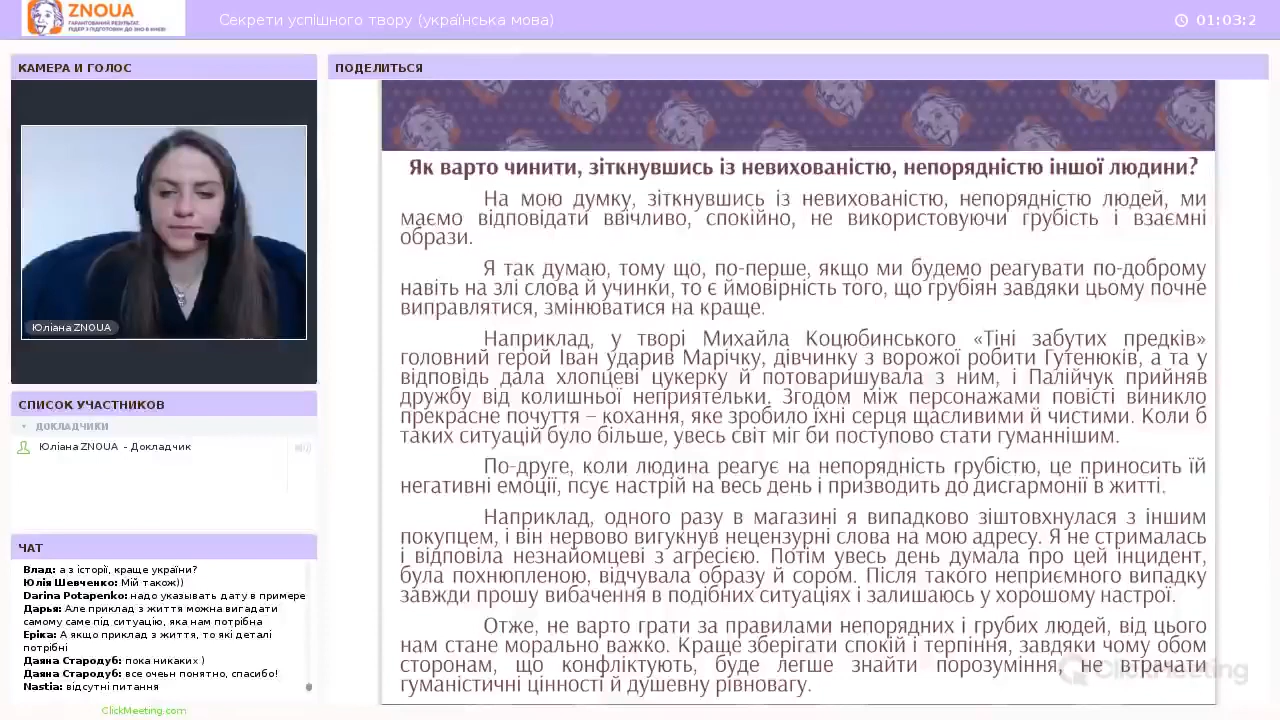 ZNOUA
ГАРАНТОВАНИЙ РЕЗУЛЬТАТ.
ЛІДЕР З ПІДГОТОВКИ ДО ЗНО В КИЄВІ
Секрети успішного твору (українська мова)
01:03:2
КАМЕРА И ГОЛОС
Юліана ZNOUA
СПИСОК УЧАСТНИКОВ
ДОКЛАДЧИКИ
Юліана ZNOUA - Докладчик
ЧАТ
Влад: а з історії, краще україни?
Юлія Шевченко: Мій також))
Darina Potapenko: надо указывать дату в примере
Дарья: Але приклад з життя можна вигадати
самому саме під ситуацію, яка нам потрібна
Еріка: А якщо приклад з життя, то які деталі
потрібні
Даяна Стародуб: пока никаких )
Даяна Стародуб: все очеьн понятно, спасибо!
Nastia: відсутні питання
ClickMeeting.com
ПОДЕЛИТЬСЯ
Як варто чинити, зіткнувшись із невихованістю, непорядністю іншої людини?
На мою думку, зіткнувшись із невихованістю, непорядністю людей, ми
маємо відповідати ввічливо, спокійно, не використовуючи грубість і взаємні
образи.
Я так думаю, тому що, по-перше, якщо ми будемо реагувати по-доброму
навіть на злі слова й учинки, то є ймовірність того, що грубіян завдяки цьому почне
виправлятися, змінюватися на краще.
Наприклад, у творі Михайла Коцюбинського «Тіні забутих предків»
головний герой Іван ударив Марічку, дівчинку з ворожої робити Гутенюків, а та у
відповідь дала хлопцеві цукерку й потоваришувала з ним, і Палійчук прийняв
дружбу від колишньої неприятельки. Згодом між персонажами повісті виникло
прекрасне почуття – кохання, яке зробило їхні серця щасливими й чистими. Коли б
таких ситуацій було більше, увесь світ міг би поступово стати гуманнішим.
По-друге, коли людина реагує на непорядність грубістю, це приносить їй
негативні емоції, псує настрій на весь день і призводить до дисгармонії в житті.
Наприклад, одного разу в магазині я випадково зіштовхнулася з іншим
покупцем, і він нервово вигукнув нецензурні слова на мою адресу. Я не стрималась
і відповіла незнайомцеві з агресією. Потім увесь день думала про цей інцидент,
була похнюпленою, відчувала образу й сором. Після такого неприємного випадку
завжди прошу вибачення в подібних ситуаціях і залишаюсь у хорошому настрої.
Отже, не варто грати за правилами непорядних і грубих людей, від цього
нам стане морально важко. Краще зберігати спокій і терпіння, завдяки чому обом
сторонам, що конфліктують, буде легше знайти порозуміння, не втрачати
гуманістичні цінності й душевну рівновагу.
ClickMeeting